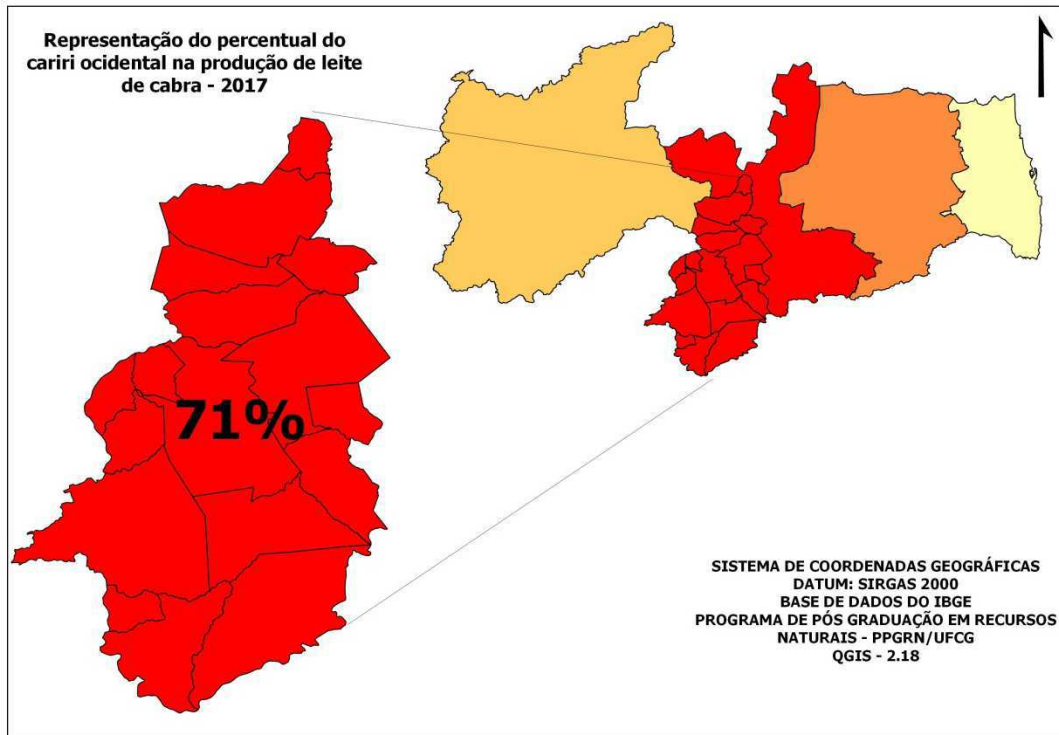 Representação do percentual do
cariri ocidental na produção de leite
de cabra - 2017
71%
SISTEMA DE COORDENADAS GEOGRÁFICAS
DATUM: SIRGAS 2000
BASE DE DADOS DO IBGE
PROGRAMA DE PÓS GRADUAÇÃO EM RECURSOS
NATURAIS - PPGRN/UFCG
QGIS - 2.18